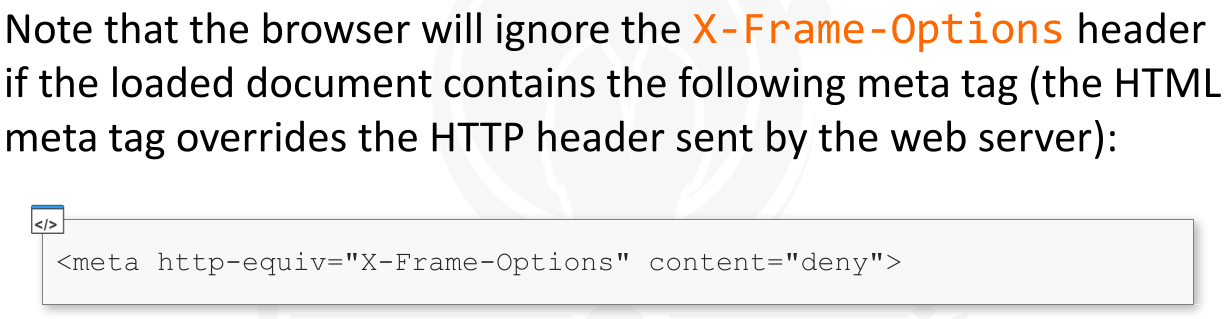 Note that the browser will ignore the X-Frame-Options header
if the loaded document contains the following meta tag (the HTML
meta tag overrides the HTTP header sent by the web server):
</>
<meta http-equiv="X-Frame-Options" content="deny">